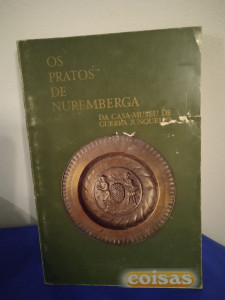 OS
PRATOS
DE
NUREMBERGA
DA CASA-MUSEU DE
GUERRA JUNQUEIRO
coisas